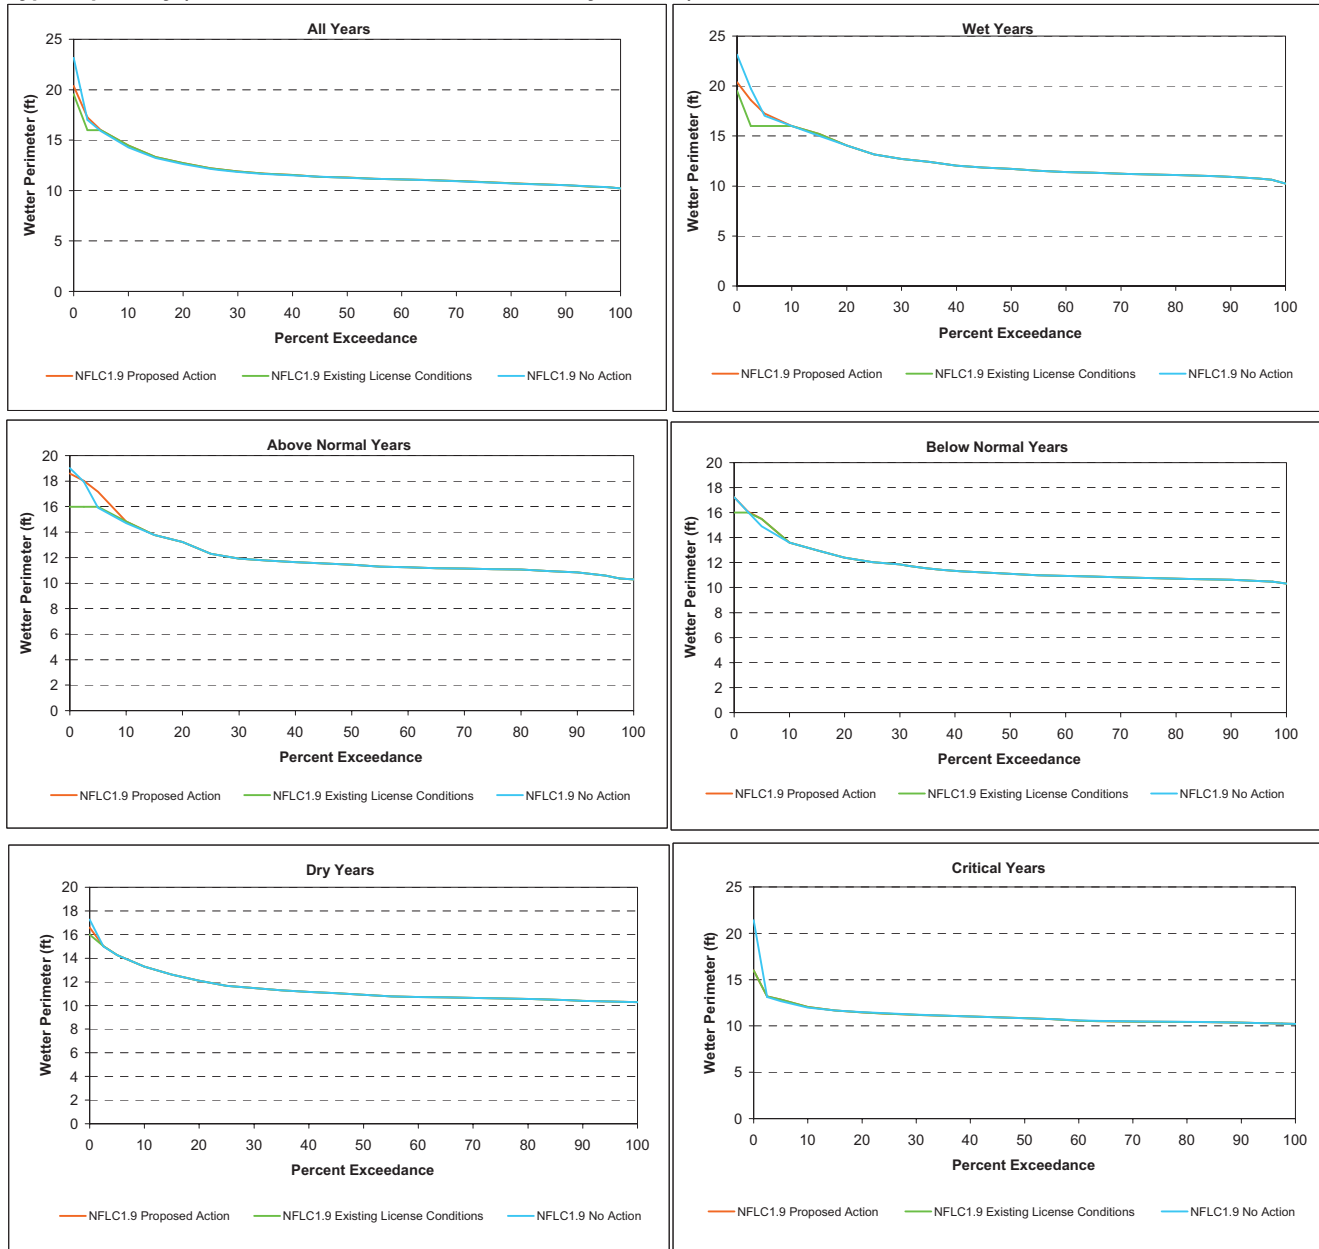 All Years
Wetter Perimeter (ft)
25
20
15
10
5
0
0 10 20 30 40 50 60 70 80 90 100
Percent Exceedance
NFLC1.9 Proposed Action NFLC1.9 Existing License Conditions NFLC1.9 No Action
Wet Years
Wetter Perimeter (ft)
25
20
15
10
5
0
0 10 20 30 40 50 60 70 80 90 100
Percent Exceedance
NFLC1.9 Proposed Action NFLC1.9 Existing License Conditions NFLC1.9 No Action
Above Normal Years
Wetter Perimeter (ft)
20
18
16
14
12
10
8
6
4
2
0
0 10 20 30 40 50 60 70 80 90 100
Percent Exceedance
NFLC1.9 Proposed Action NFLC1.9 Existing License Conditions NFLC1.9 No Action
Below Normal Years
Wetter Perimeter (ft)
20
18
16
14
12
10
8
6
4
2
0
0 10 20 30 40 50 60 70 80 90 100
Percent Exceedance
NFLC1.9 Proposed Action NFLC1.9 Existing License Conditions NFLC1.9 No Action
Dry Years
Wetter Perimeter (ft)
20
18
16
14
12
10
8
6
4
2
0
0 10 20 30 40 50 60 70 80 90 100
Percent Exceedance
NFLC1.9 Proposed Action NFLC1.9 Existing License Conditions NFLC1.9 No Action
Critical Years
Wetter Perimeter (ft)
25
20
15
10
5
0
0 10 20 30 40 50 60 70 80 90 100
Percent Exceedance
NFLC1.9 Proposed Action NFLC1.9 Existing License Conditions NFLC1.9 No Action